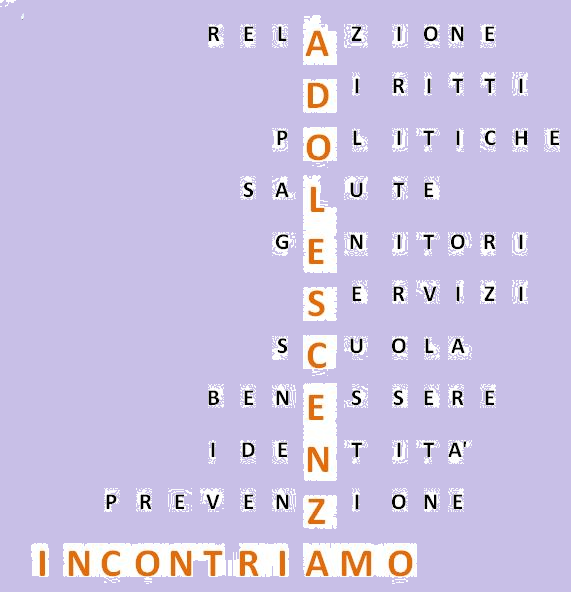 RELAZIONE
DIRITTI
POLITICHE
SALUTE
GENITORI
SERVIZI
SCUOLA
BENESSERE
IDENTITA'
PREVENZIONE
INCONTRIAMO